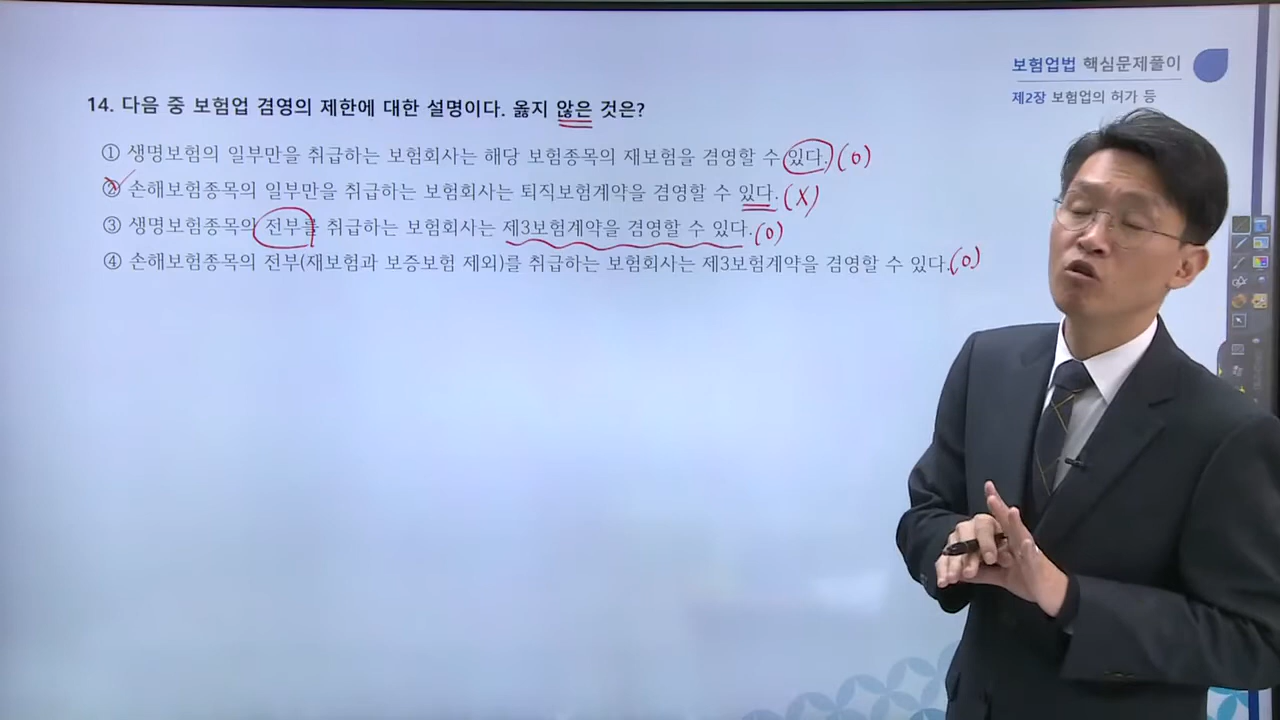 보험업법 핵심문제풀이
제2장 보험업의 허가 등
14. 다음 중 보험업 겸영의 제한에 대한 설명이다. 옳지 않은 것은?
① 생명보험의 일부만을 취급하는 보험회사는 해당 보험종목의 재보험을 겸영할 수 있다. (O)
② 손해보험종목의 일부만을 취급하는 보험회사는 퇴직보험계약을 겸영할 수 있다. (X)
③ 생명보험종목의 전부를 취급하는 보험회사는 제3보험계약을 겸영할 수 있다. (O)
④ 손해보험종목의 전부(재보험과 보증보험 제외)를 취급하는 보험회사는 제3보험계약을 겸영할 수 있다. (O)